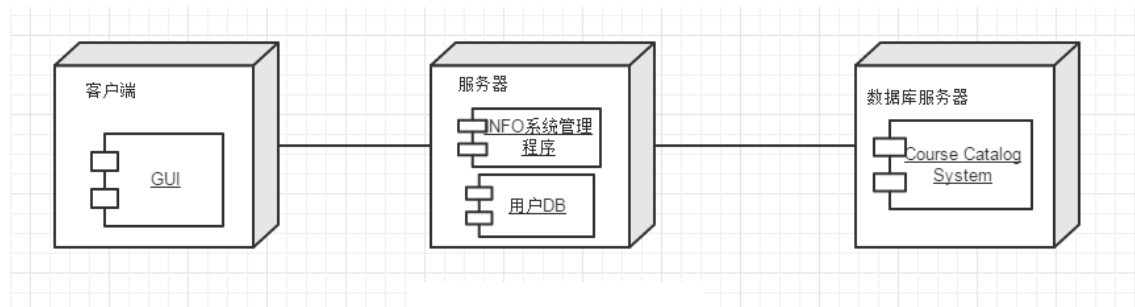 客户端
GUI
服务器
INFO系统管理
程序
用户DB
数据库服务器
Course Catalog
System